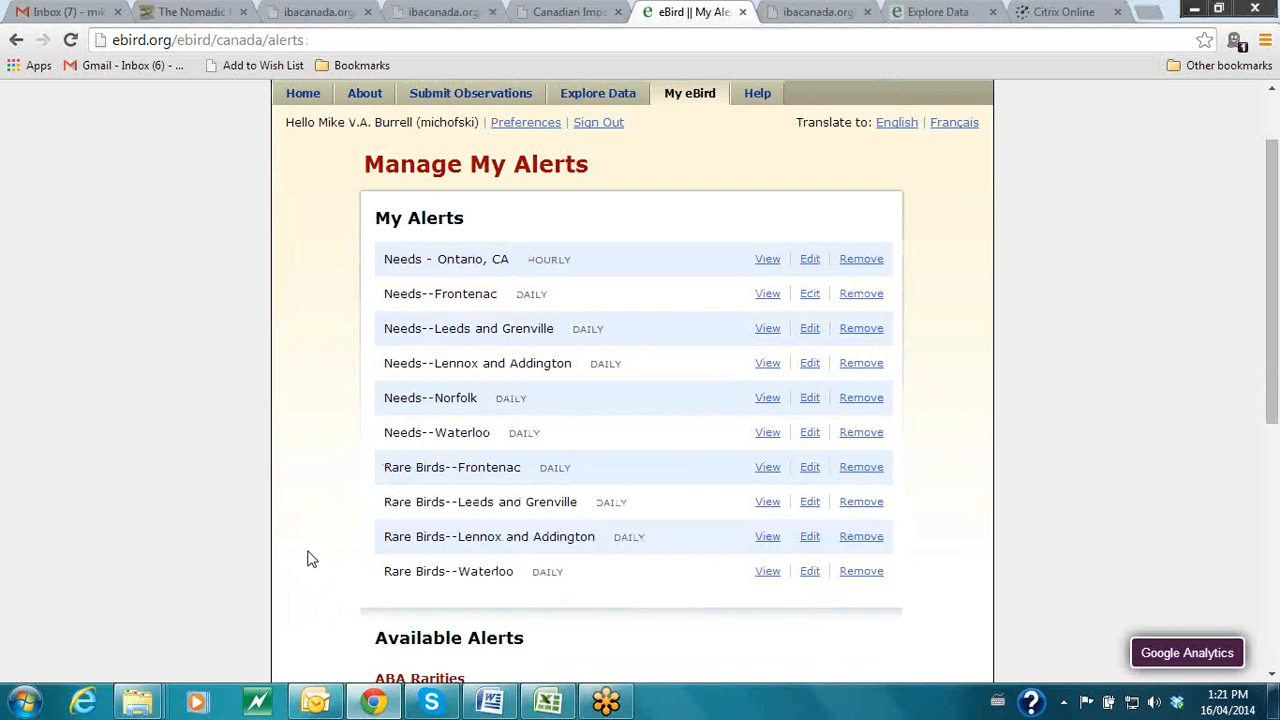 Inbox (7) - mik
The Nomadic
ibacanada.org
ibacanada.org
Canadian Imp
eBird || My Ale
ibacanada.org
Explore Data
Citrix Online
ebird.org/ebird/canada/alerts
Apps
Gmail - Inbox (6) - ...
Add to Wish List
Bookmarks
Other bookmarks
Home
About
Submit Observations
Explore Data
My eBird
Help
Hello Mike V.A. Burrell (michofski) | Preferences | Sign Out
Translate to: English | Français
Manage My Alerts
My Alerts
Needs - Ontario, CA HOURLY View | Edit | Remove
Needs--Frontenac DAILY View | Edit | Remove
Needs--Leeds and Grenville DAILY View | Edit | Remove
Needs--Lennox and Addington DAILY View | Edit | Remove
Needs--Norfolk DAILY View | Edit | Remove
Needs--Waterloo DAILY View | Edit | Remove
Rare Birds--Frontenac DAILY View | Edit | Remove
Rare Birds--Leeds and Grenville DAILY View | Edit | Remove
Rare Birds--Lennox and Addington DAILY View | Edit | Remove
Rare Birds--Waterloo DAILY View | Edit | Remove
Available Alerts
ABA Rarities
Google Analytics
1:21 PM
16/04/2014